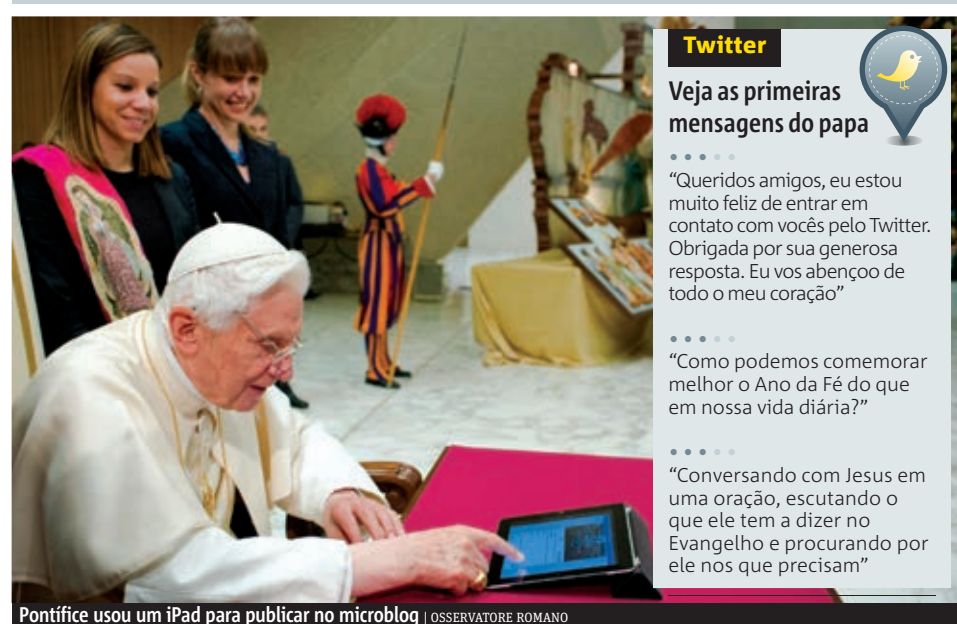 Twitter
Veja as primeiras
mensagens do papa
“Queridos amigos, eu estou
muito feliz de entrar em
contato com vocês pelo Twitter.
Obrigada por sua generosa
resposta. Eu vos abençoo de
todo o meu coração”
“Como podemos comemorar
melhor o Ano da Fé do que
em nossa vida diária?”
“Conversando com Jesus em
uma oração, escutando o
que ele tem a dizer no
Evangelho e procurando por
ele nos que precisam”
Pontífice usou um iPad para publicar no microblog | OSSERVATORE ROMANO